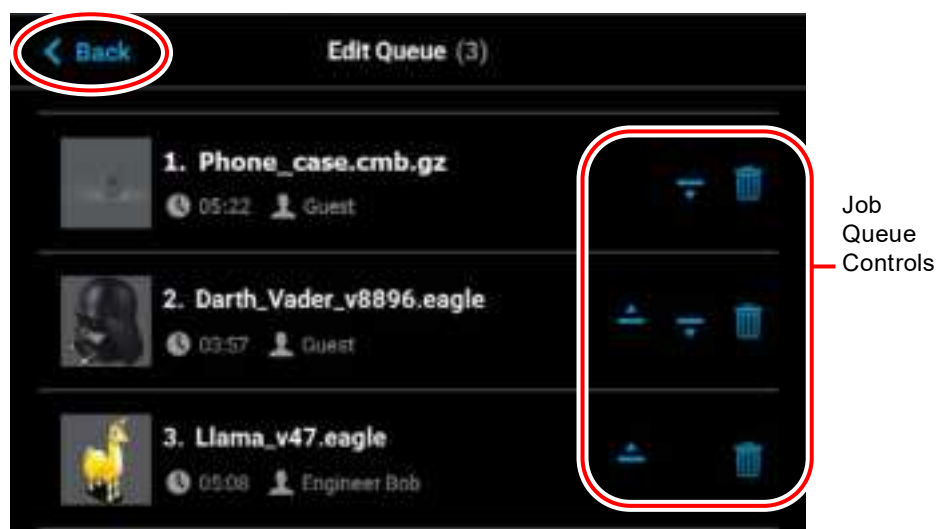 Back
Edit Queue (3)
1. Phone_case.cmb.gz
05:22 Guest
2. Darth_Vader_v8896.eagle
03:57 Guest
3. Llama_v47.eagle
05:08 Engineer Bob
Job
Queue
Controls